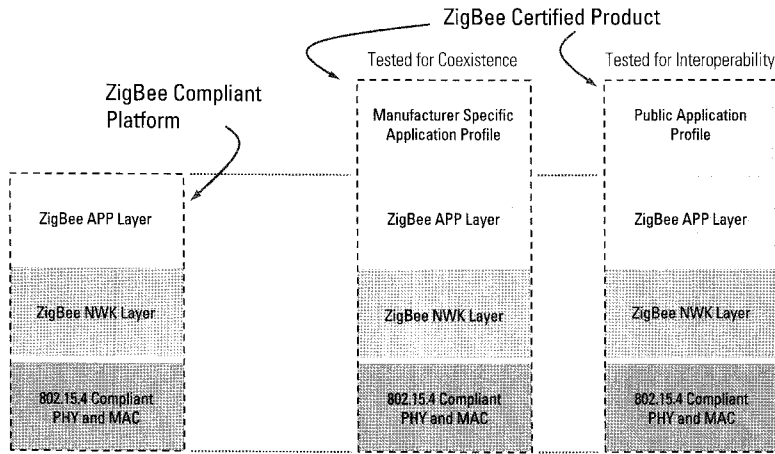 ZigBee Certified Product
Tested for Coexistence
Tested for Interoperability
ZigBee Compliant
Platform
Manufacturer Specific
Application Profile
Public Application
Profile
ZigBee APP Layer
ZigBee APP Layer
ZigBee APP Layer
ZigBee NWK Layer
ZigBee NWK Layer
ZigBee NWK Layer
802.15.4 Compliant
PHY and MAC
802.15.4 Compliant
PHY and MAC
802.15.4 Compliant
PHY and MAC